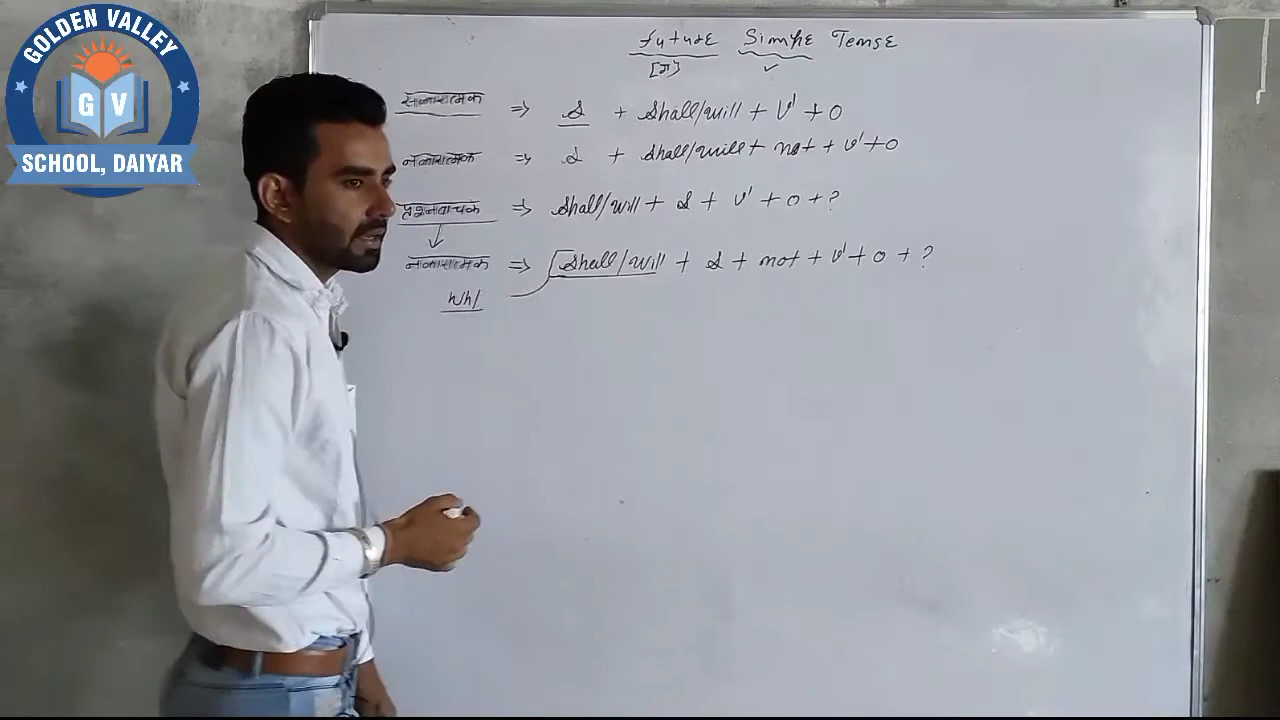 GOLDEN VALLEY
G V
SCHOOL, DAIYAR
Future Simple Tense
[गा]
सकारात्मक ⇒ S + Shall/will + V¹ + O
नकारात्मक ⇒ S + Shall/will + not + V¹ + O
प्रश्नवाचक ⇒ Shall/will + S + V¹ + O + ?
नकारात्मक ⇒ Shall/will + S + not + V¹ + O + ?
Wh/